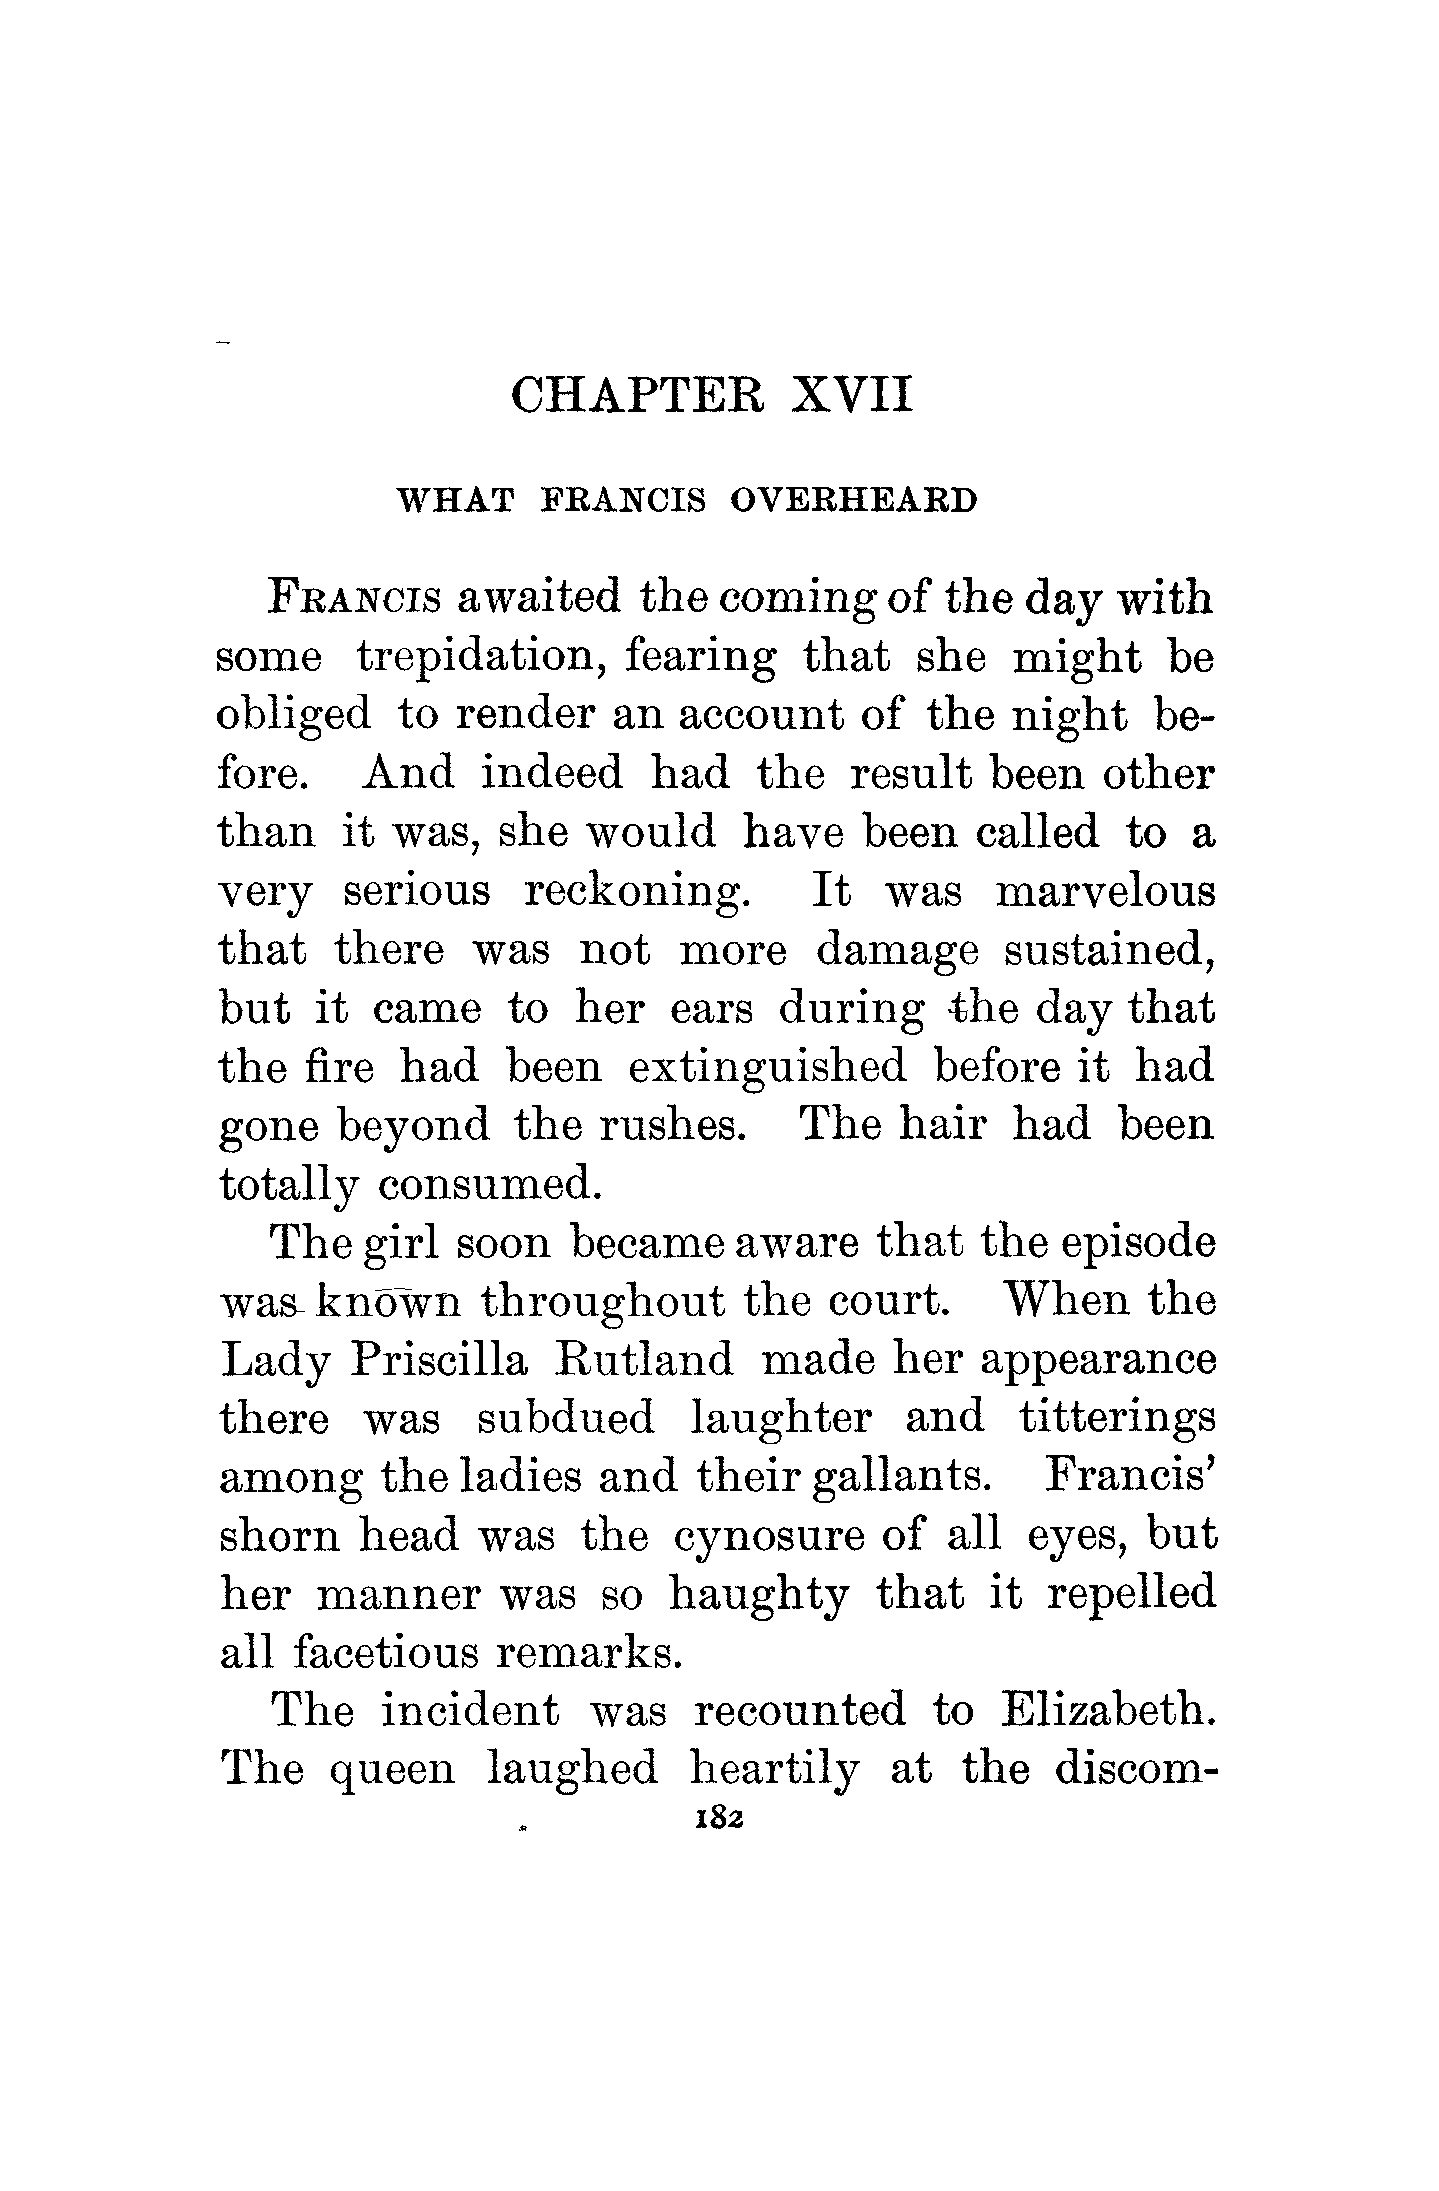 CHAPTER XVII
WHAT FRANCIS OVERHEARD
FRANCIS awaited the coming of the day with
some trepidation, fearing that she might be
obliged to render an account of the night be-
fore. And indeed had the result been other
than it was, she would have been called to a
very serious reckoning. It was marvelous
that there was not more damage sustained,
but it came to her ears during the day that
the fire had been extinguished before it had
gone beyond the rushes. The hair had been
totally consumed.
The girl soon became aware that the episode
was known throughout the court. When the
Lady Priscilla Rutland made her appearance
there was subdued laughter and titterings
among the ladies and their gallants. Francis’
shorn head was the cynosure of all eyes, but
her manner was so haughty that it repelled
all facetious remarks.
The incident was recounted to Elizabeth.
The queen laughed heartily at the discom-
182